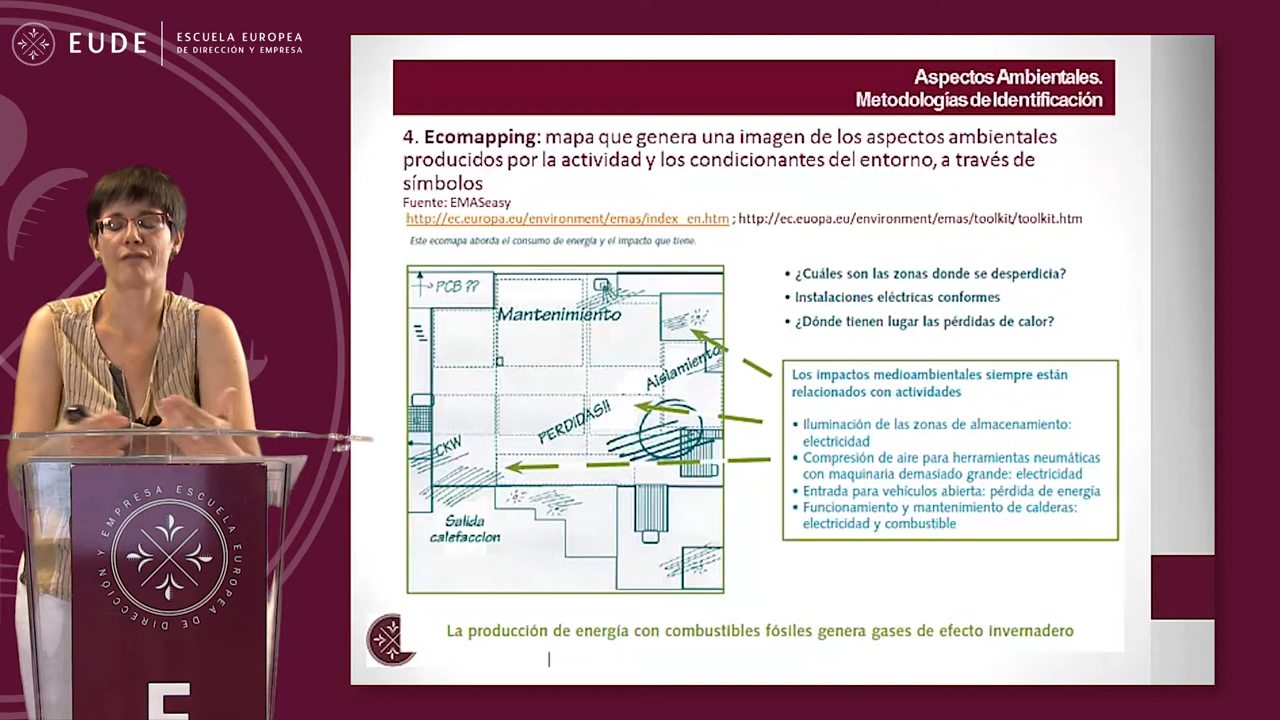 EUDE
ESCUELA EUROPEA
DE DIRECCIÓN Y EMPRESA
Aspectos Ambientales.
Metodologías de Identificación
4. Ecomapping: mapa que genera una imagen de los aspectos ambientales
producidos por la actividad y los condicionantes del entorno, a través de
símbolos
Fuente: EMASeasy
http://ec.europa.eu/environment/emas/index_en.htm ; http://ec.euopa.eu/environment/emas/toolkit/toolkit.htm
Este ecomapa aborda el consumo de energía y el impacto que tiene.
PCB ??
Mantenimiento
Aislamiento
PERDIDAS!!
CKW
Salida
calefaccion
• ¿Cuáles son las zonas donde se desperdicia?
• Instalaciones eléctricas conformes
• ¿Dónde tienen lugar las pérdidas de calor?
Los impactos medioambientales siempre están
relacionados con actividades
• Iluminación de las zonas de almacenamiento:
electricidad
• Compresión de aire para herramientas neumáticas
con maquinaria demasiado grande: electricidad
• Entrada para vehículos abierta: pérdida de energía
• Funcionamiento y mantenimiento de calderas:
electricidad y combustible
La producción de energía con combustibles fósiles genera gases de efecto invernadero
ESCUELA EUROPEA DE DIRECCIÓN Y EMPRESA
E